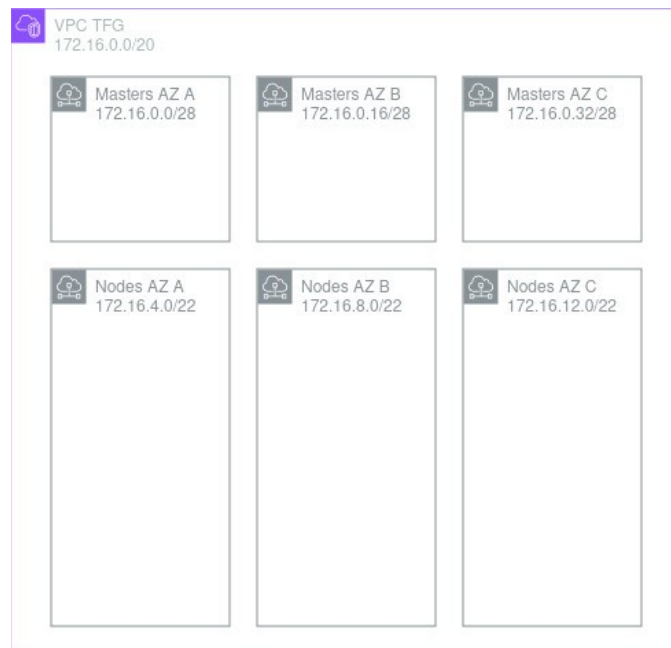 VPC TFG
172.16.0.0/20
Masters AZ A
172.16.0.0/28
Masters AZ B
172.16.0.16/28
Masters AZ C
172.16.0.32/28
Nodes AZ A
172.16.4.0/22
Nodes AZ B
172.16.8.0/22
Nodes AZ C
172.16.12.0/22